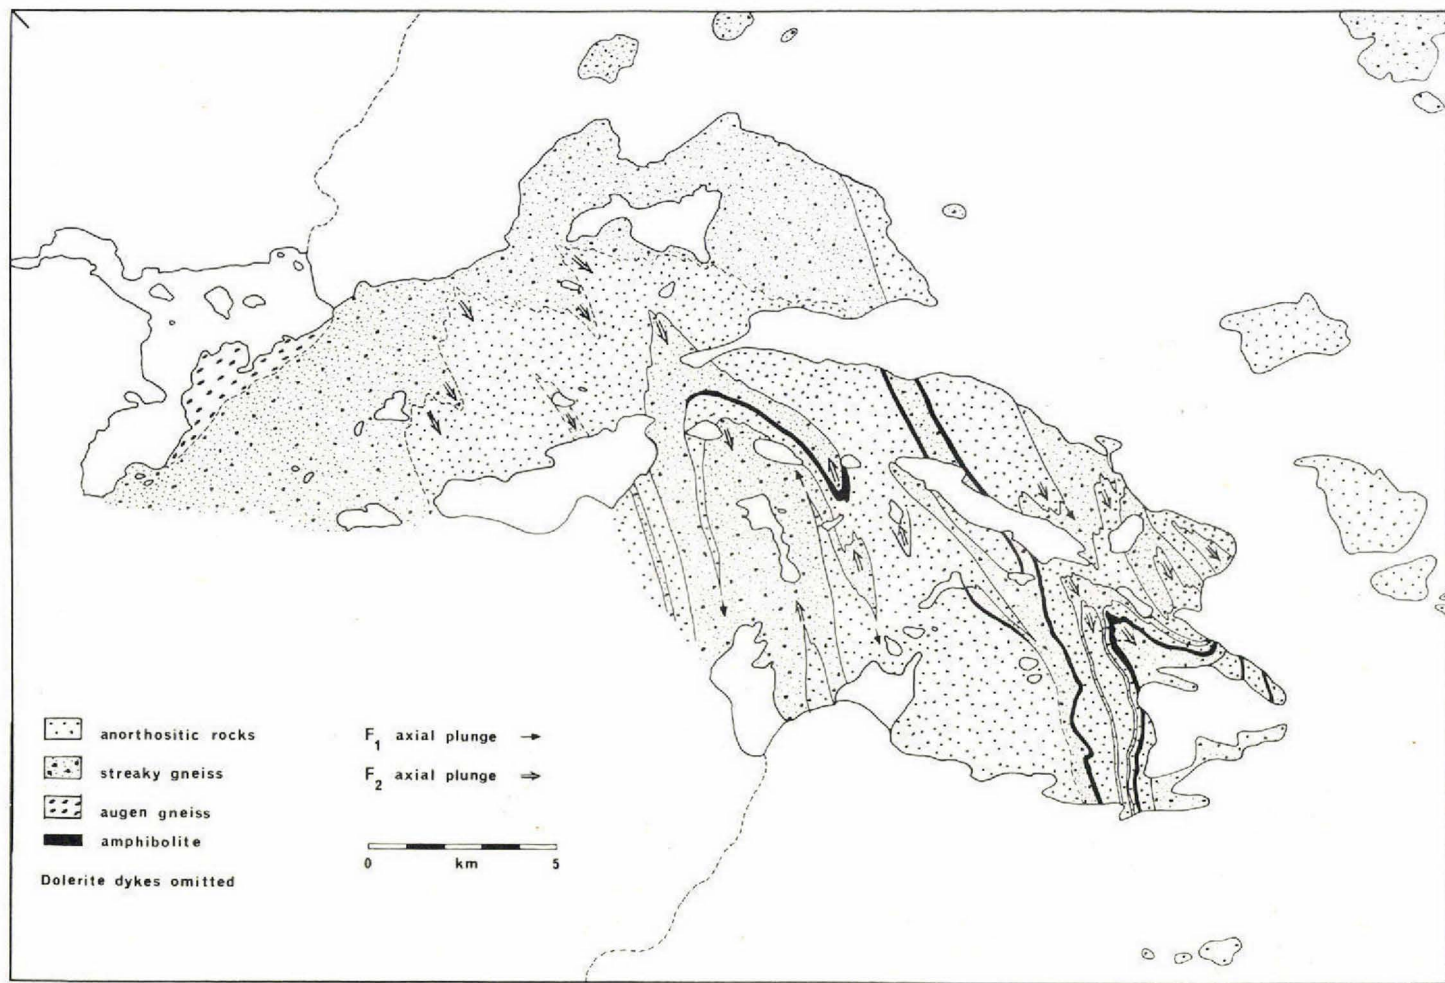 anorthositic rocks
streaky gneiss
augen gneiss
amphibolite
Dolerite dykes omitted
F1 axial plunge
F2 axial plunge
0 km 5